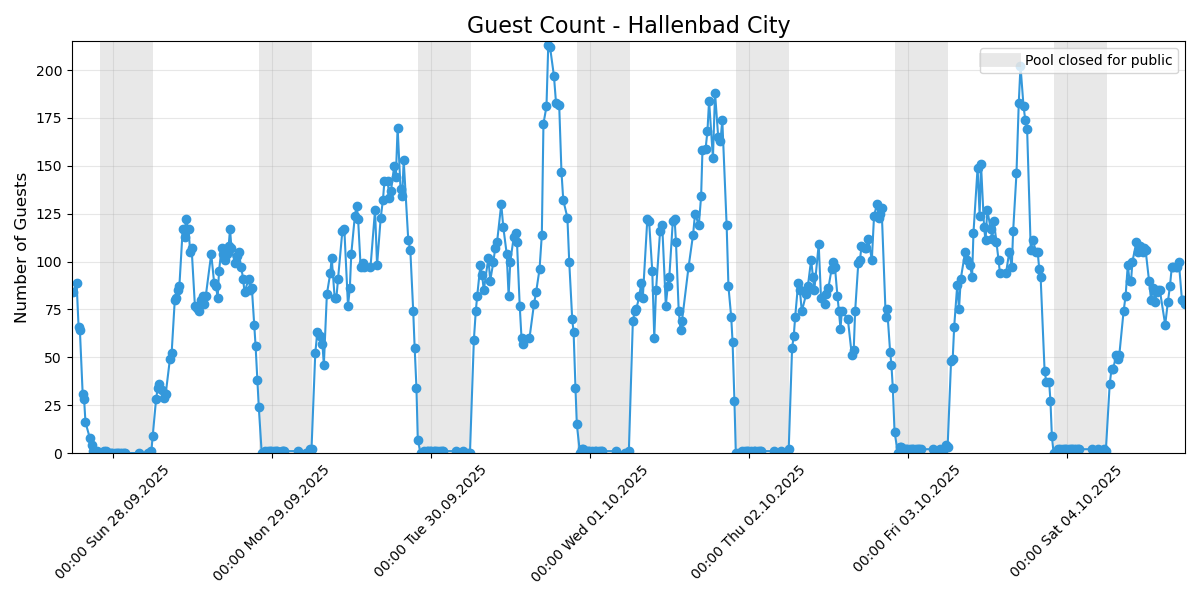 Guest Count - Hallenbad City
Pool closed for public
Number of Guests
200
175
150
125
100
75
50
25
0
00:00 Sun 28.09.2025
00:00 Mon 29.09.2025
00:00 Tue 30.09.2025
00:00 Wed 01.10.2025
00:00 Thu 02.10.2025
00:00 Fri 03.10.2025
00:00 Sat 04.10.2025